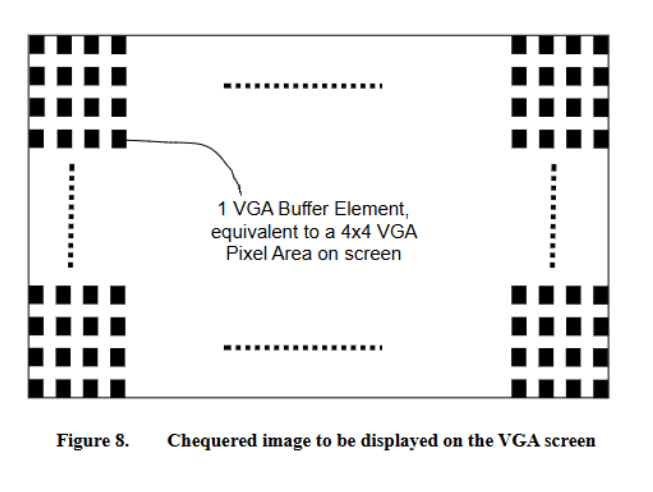 1 VGA Buffer Element,
equivalent to a 4x4 VGA
Pixel Area on screen
Figure 8. Chequered image to be displayed on the VGA screen